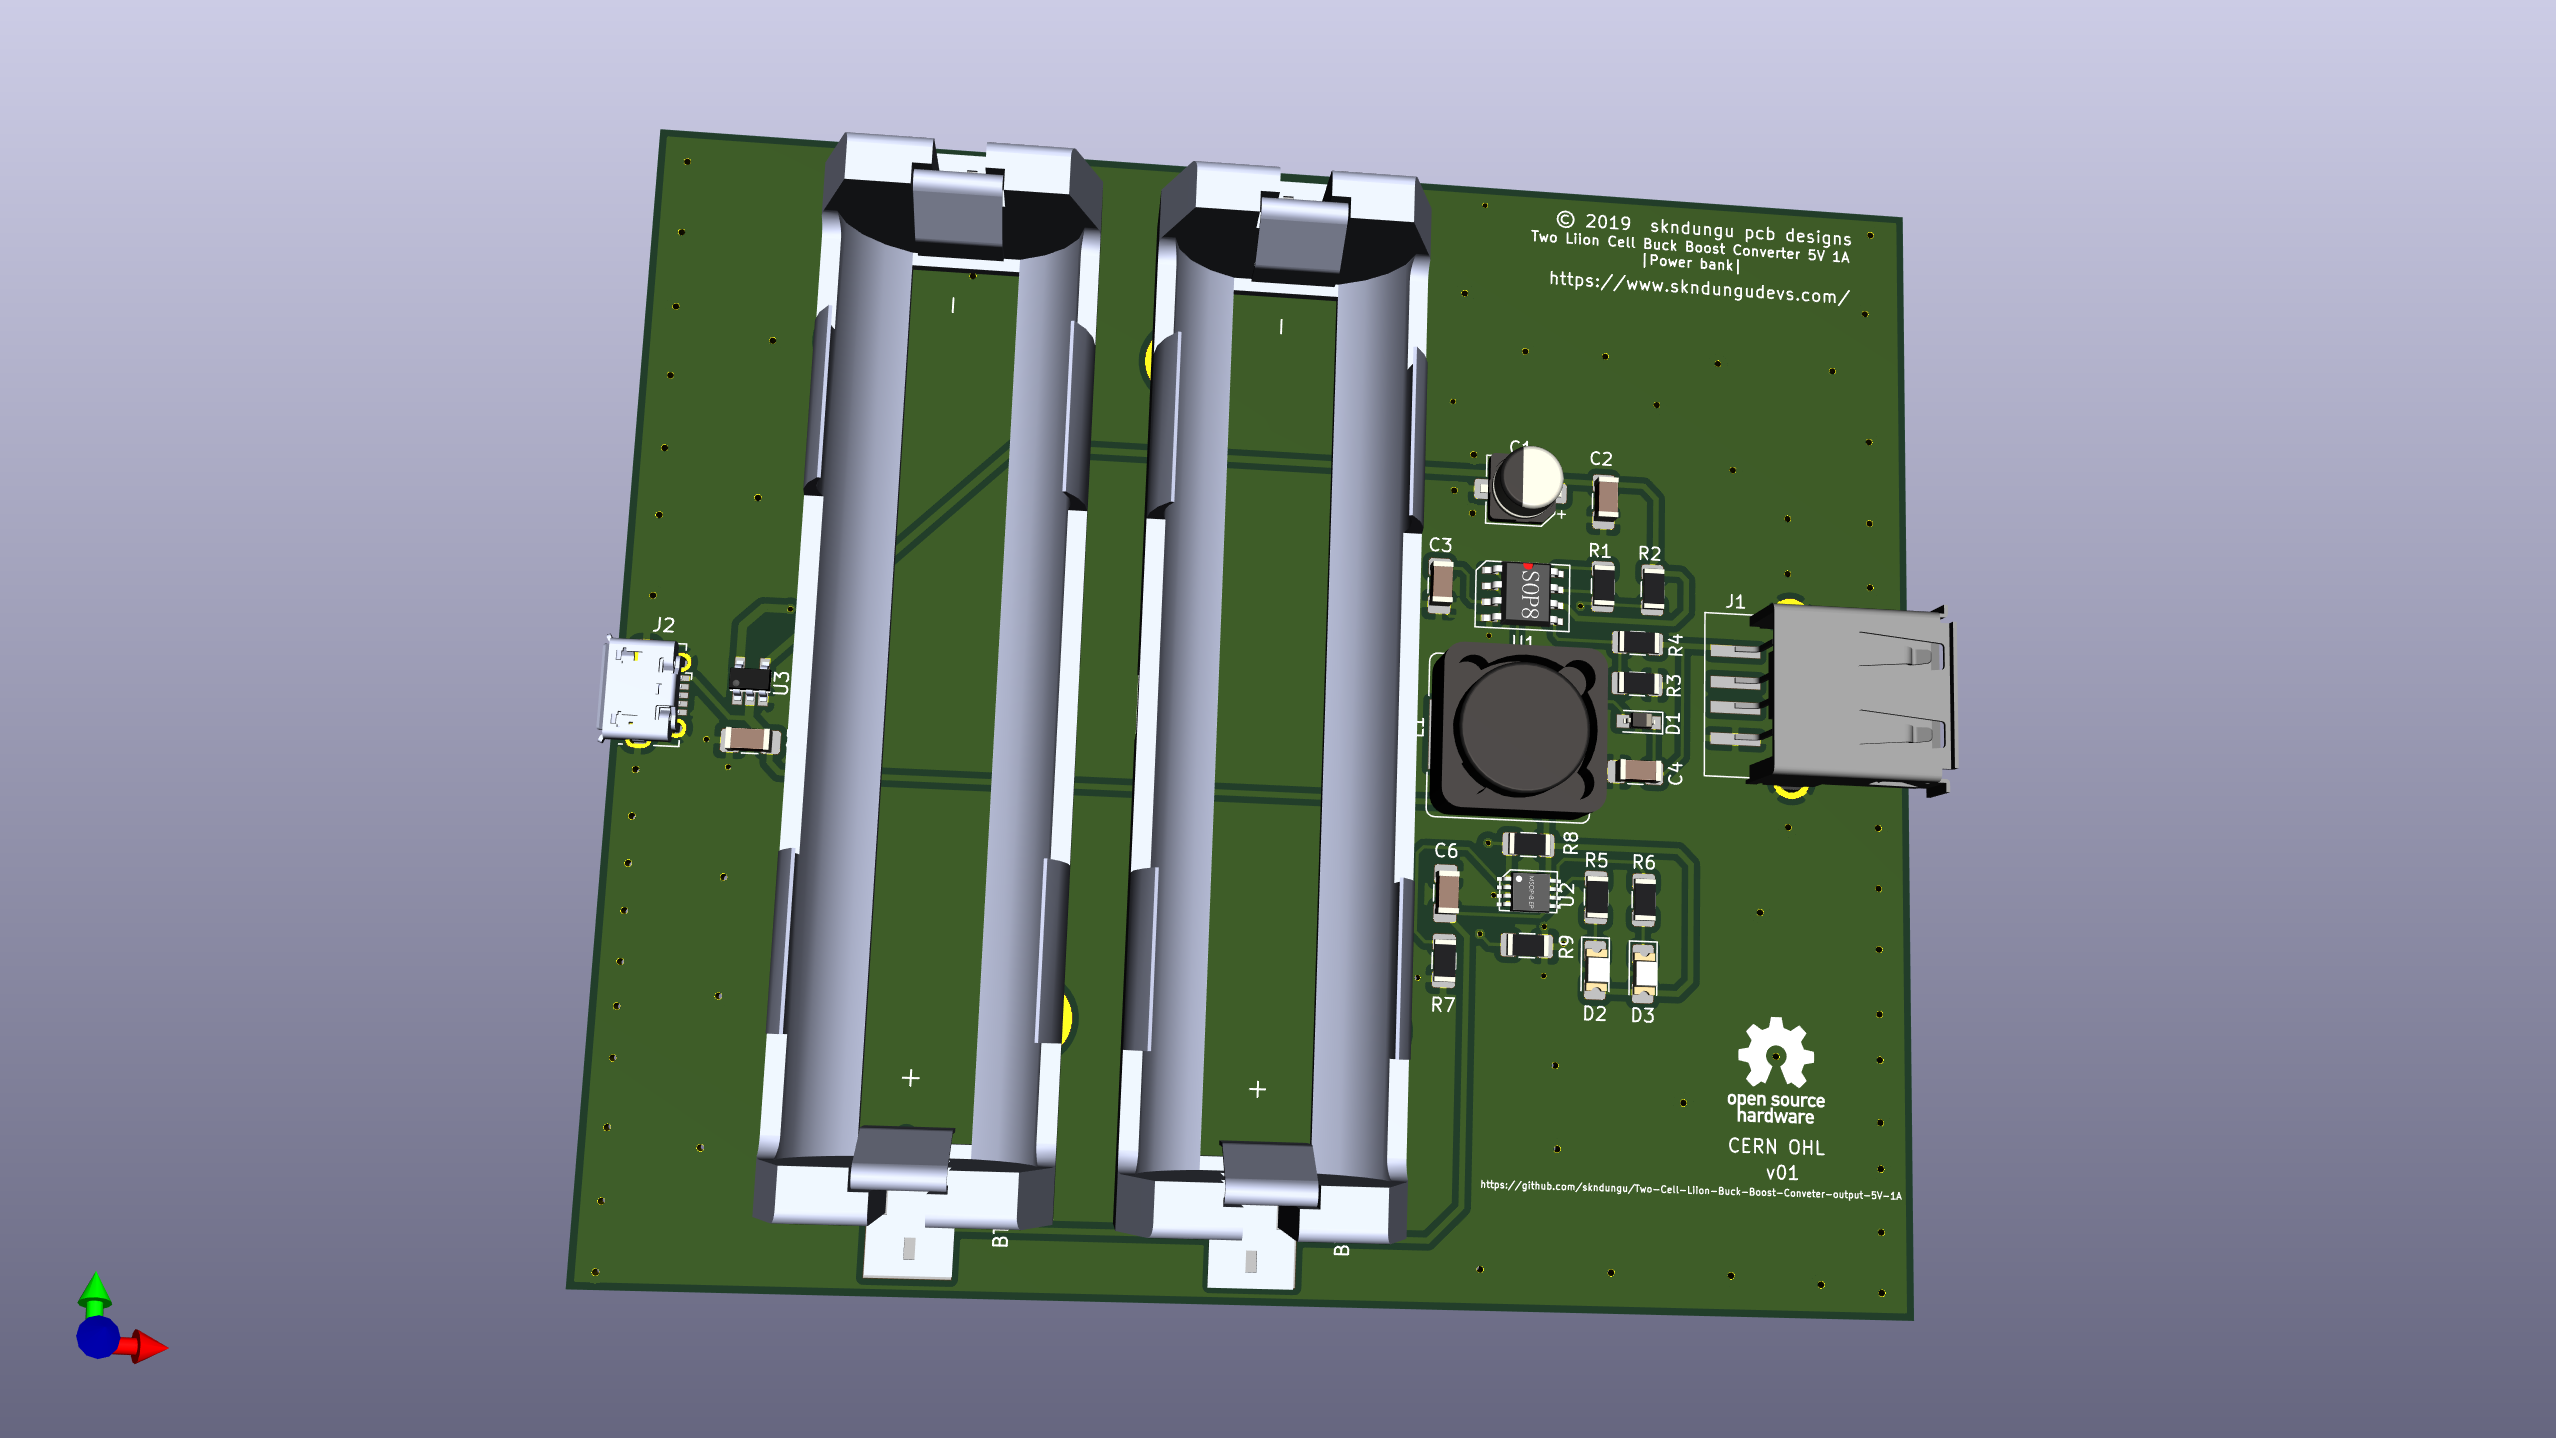 © 2019 skndungu pcb designs
Two LiIon Cell Buck Boost Converter 5V 1A
|Power bank|
https://www.skndungudevs.com/
C1
C2
+
C3
R1
R2
SOP8
U1
J1
R4
R3
D1
L1
C4
J2
U3
R8
C6
R5
R6
U2
R9
R7
D2
D3
+
+
open source
hardware
CERN OHL
v01
https://github.com/skndungu/Two-Cell-LiIon-Buck-Boost-Conveter-output-5V-1A
B1
B